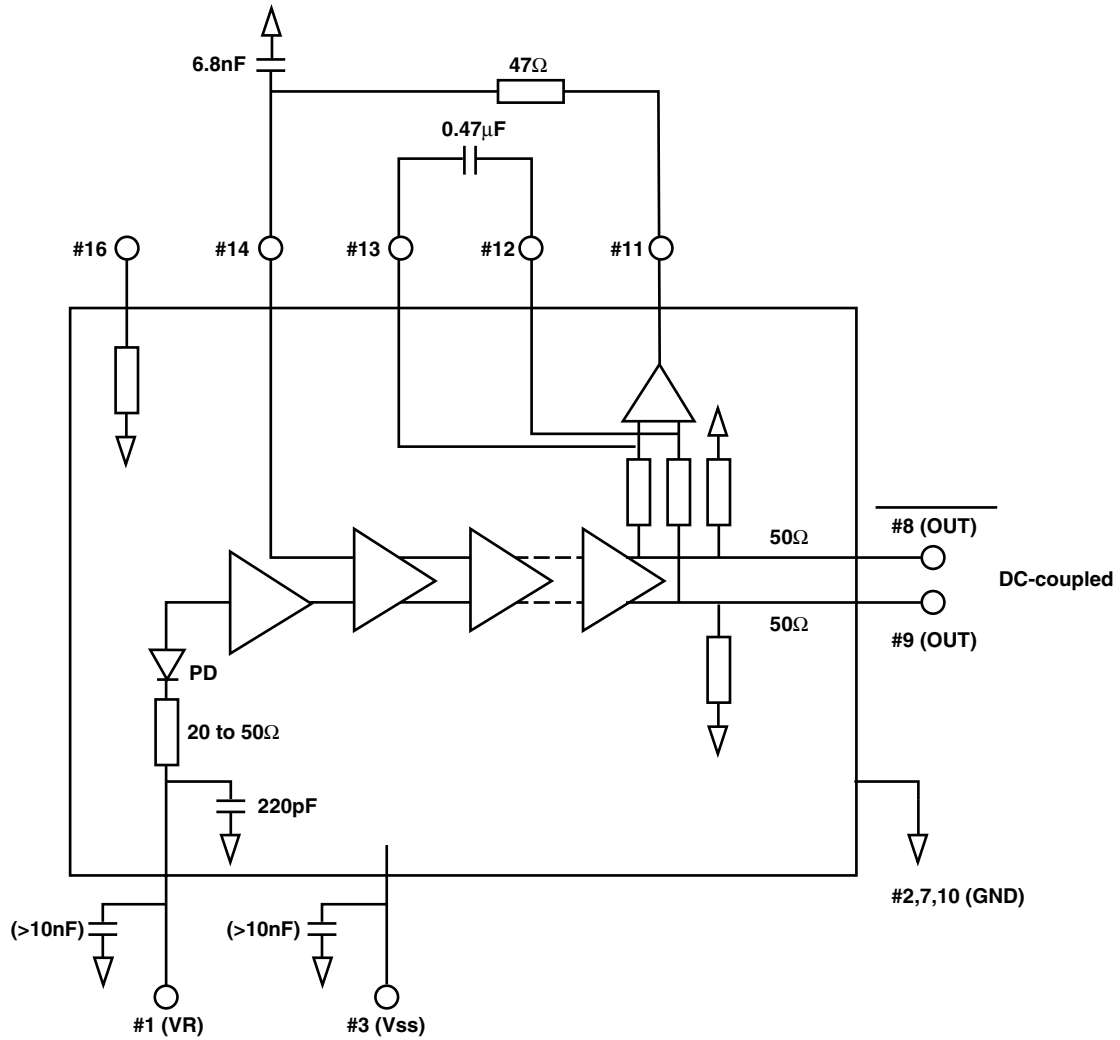 6.8nF
47Ω
0.47μF
#16
#14
#13
#12
#11
50Ω
#8 (OUT)
DC-coupled
50Ω
#9 (OUT)
PD
20 to 50Ω
220pF
#2,7,10 (GND)
(>10nF)
(>10nF)
#1 (VR)
#3 (Vss)